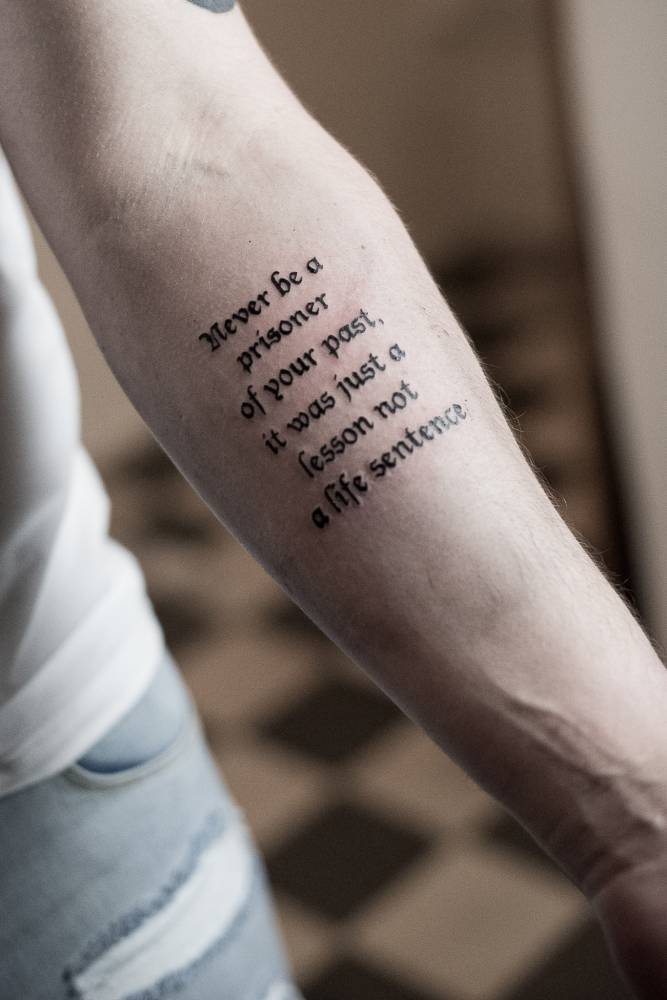 Never be a
prisoner
of your past,
it was just a
lesson not
a life sentence